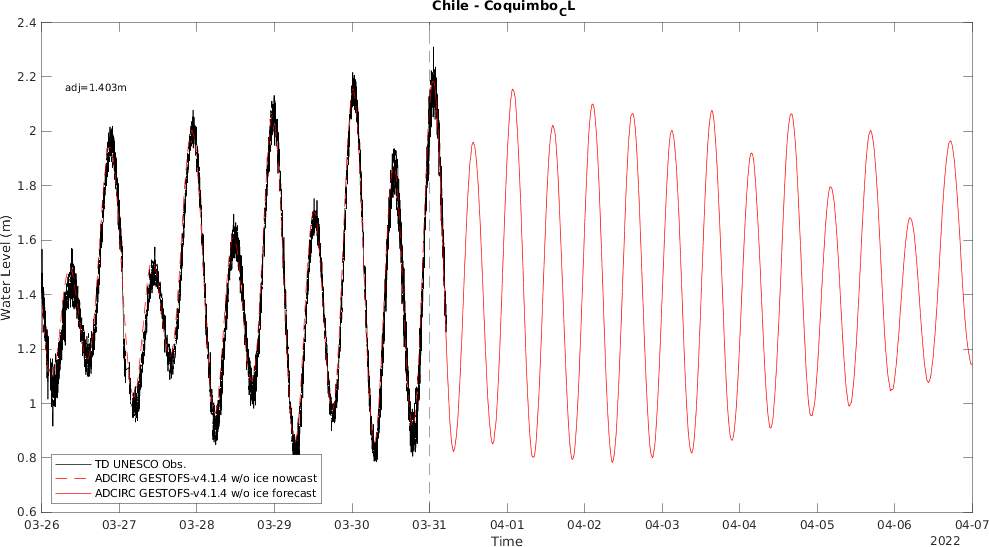 Chile - Coquimbo_CL
2.4
2.2
adj=1.403m
2
1.8
1.6
1.4
1.2
1
0.8
0.6
Water Level (m)
TD UNESCO Obs.
ADCIRC GESTOFS-v4.1.4 w/o ice nowcast
ADCIRC GESTOFS-v4.1.4 w/o ice forecast
03-26 03-27 03-28 03-29 03-30 03-31 04-01 04-02 04-03 04-04 04-05 04-06 04-07
Time
2022